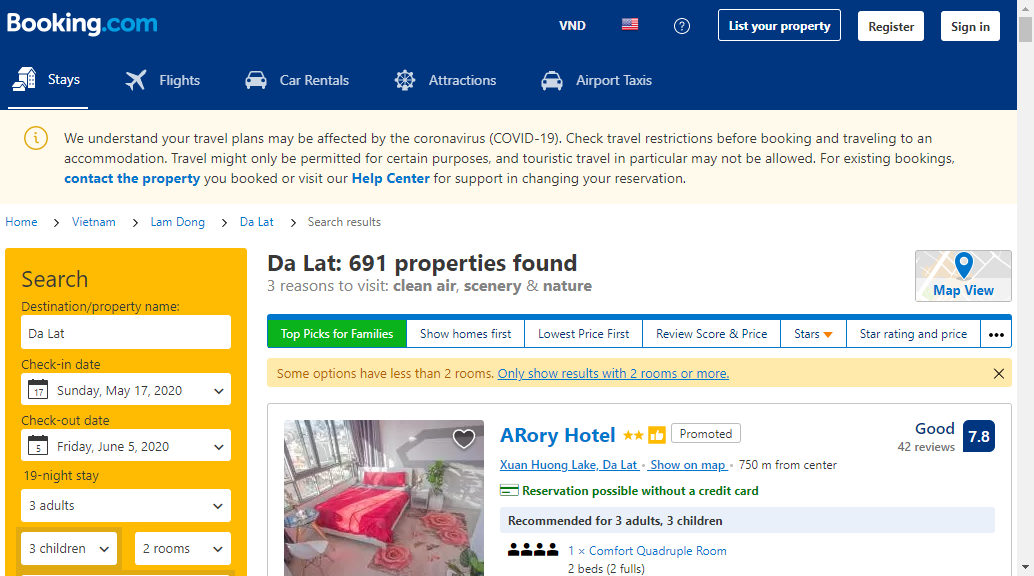 Booking.com
VND
List your property
Register
Sign in
Stays
Flights
Car Rentals
Attractions
Airport Taxis
We understand your travel plans may be affected by the coronavirus (COVID-19). Check travel restrictions before booking and traveling to an
accommodation. Travel might only be permitted for certain purposes, and touristic travel in particular may not be allowed. For existing bookings,
contact the property you booked or visit our Help Center for support in changing your reservation.
Home > Vietnam > Lam Dong > Da Lat > Search results
Search
Destination/property name:
Da Lat
Check-in date
17 Sunday, May 17, 2020
Check-out date
5 Friday, June 5, 2020
19-night stay
3 adults
3 children
2 rooms
Da Lat: 691 properties found
3 reasons to visit: clean air, scenery & nature
Map View
Top Picks for Families
Show homes first
Lowest Price First
Review Score & Price
Stars
Star rating and price
Some options have less than 2 rooms. Only show results with 2 rooms or more.
ARory Hotel
Promoted
Good
42 reviews
7.8
Xuan Huong Lake, Da Lat - Show on map - 750 m from center
Reservation possible without a credit card
Recommended for 3 adults, 3 children
1 × Comfort Quadruple Room
2 beds (2 fulls)